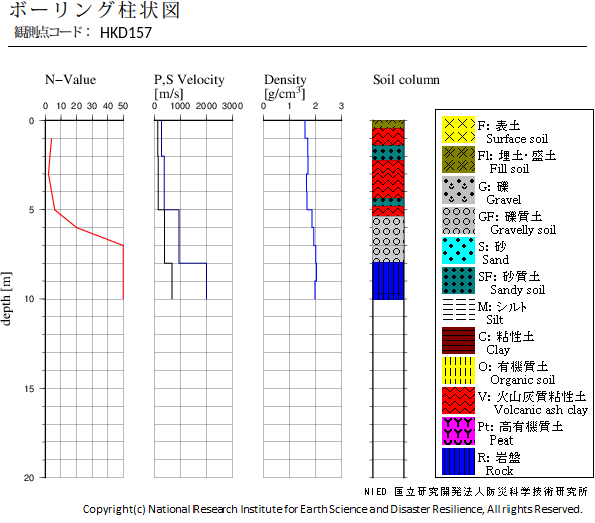 ボーリング柱状図
観測点コード： HKD157
N−Value
P,S Velocity
[m/s]
Density
[g/cm³]
Soil column
0 10 20 30 40 50
0 1000 2000 3000
0 1 2 3
0
5
10
15
20
depth [m]
F: 表土
Surface soil
Fl: 埋土・盛土
Fill soil
G: 礫
Gravel
GF: 礫質土
Gravelly soil
S: 砂
Sand
SF: 砂質土
Sandy soil
M: シルト
Silt
C: 粘性土
Clay
O: 有機質土
Organic soil
V: 火山灰質粘性土
Volcanic ash clay
Pt: 高有機質土
Peat
R: 岩盤
Rock
NIED 国立研究開発法人防災科学技術研究所
Copyright(c) National Research Institute for Earth Science and Disaster Resilience, All rights Reserved.